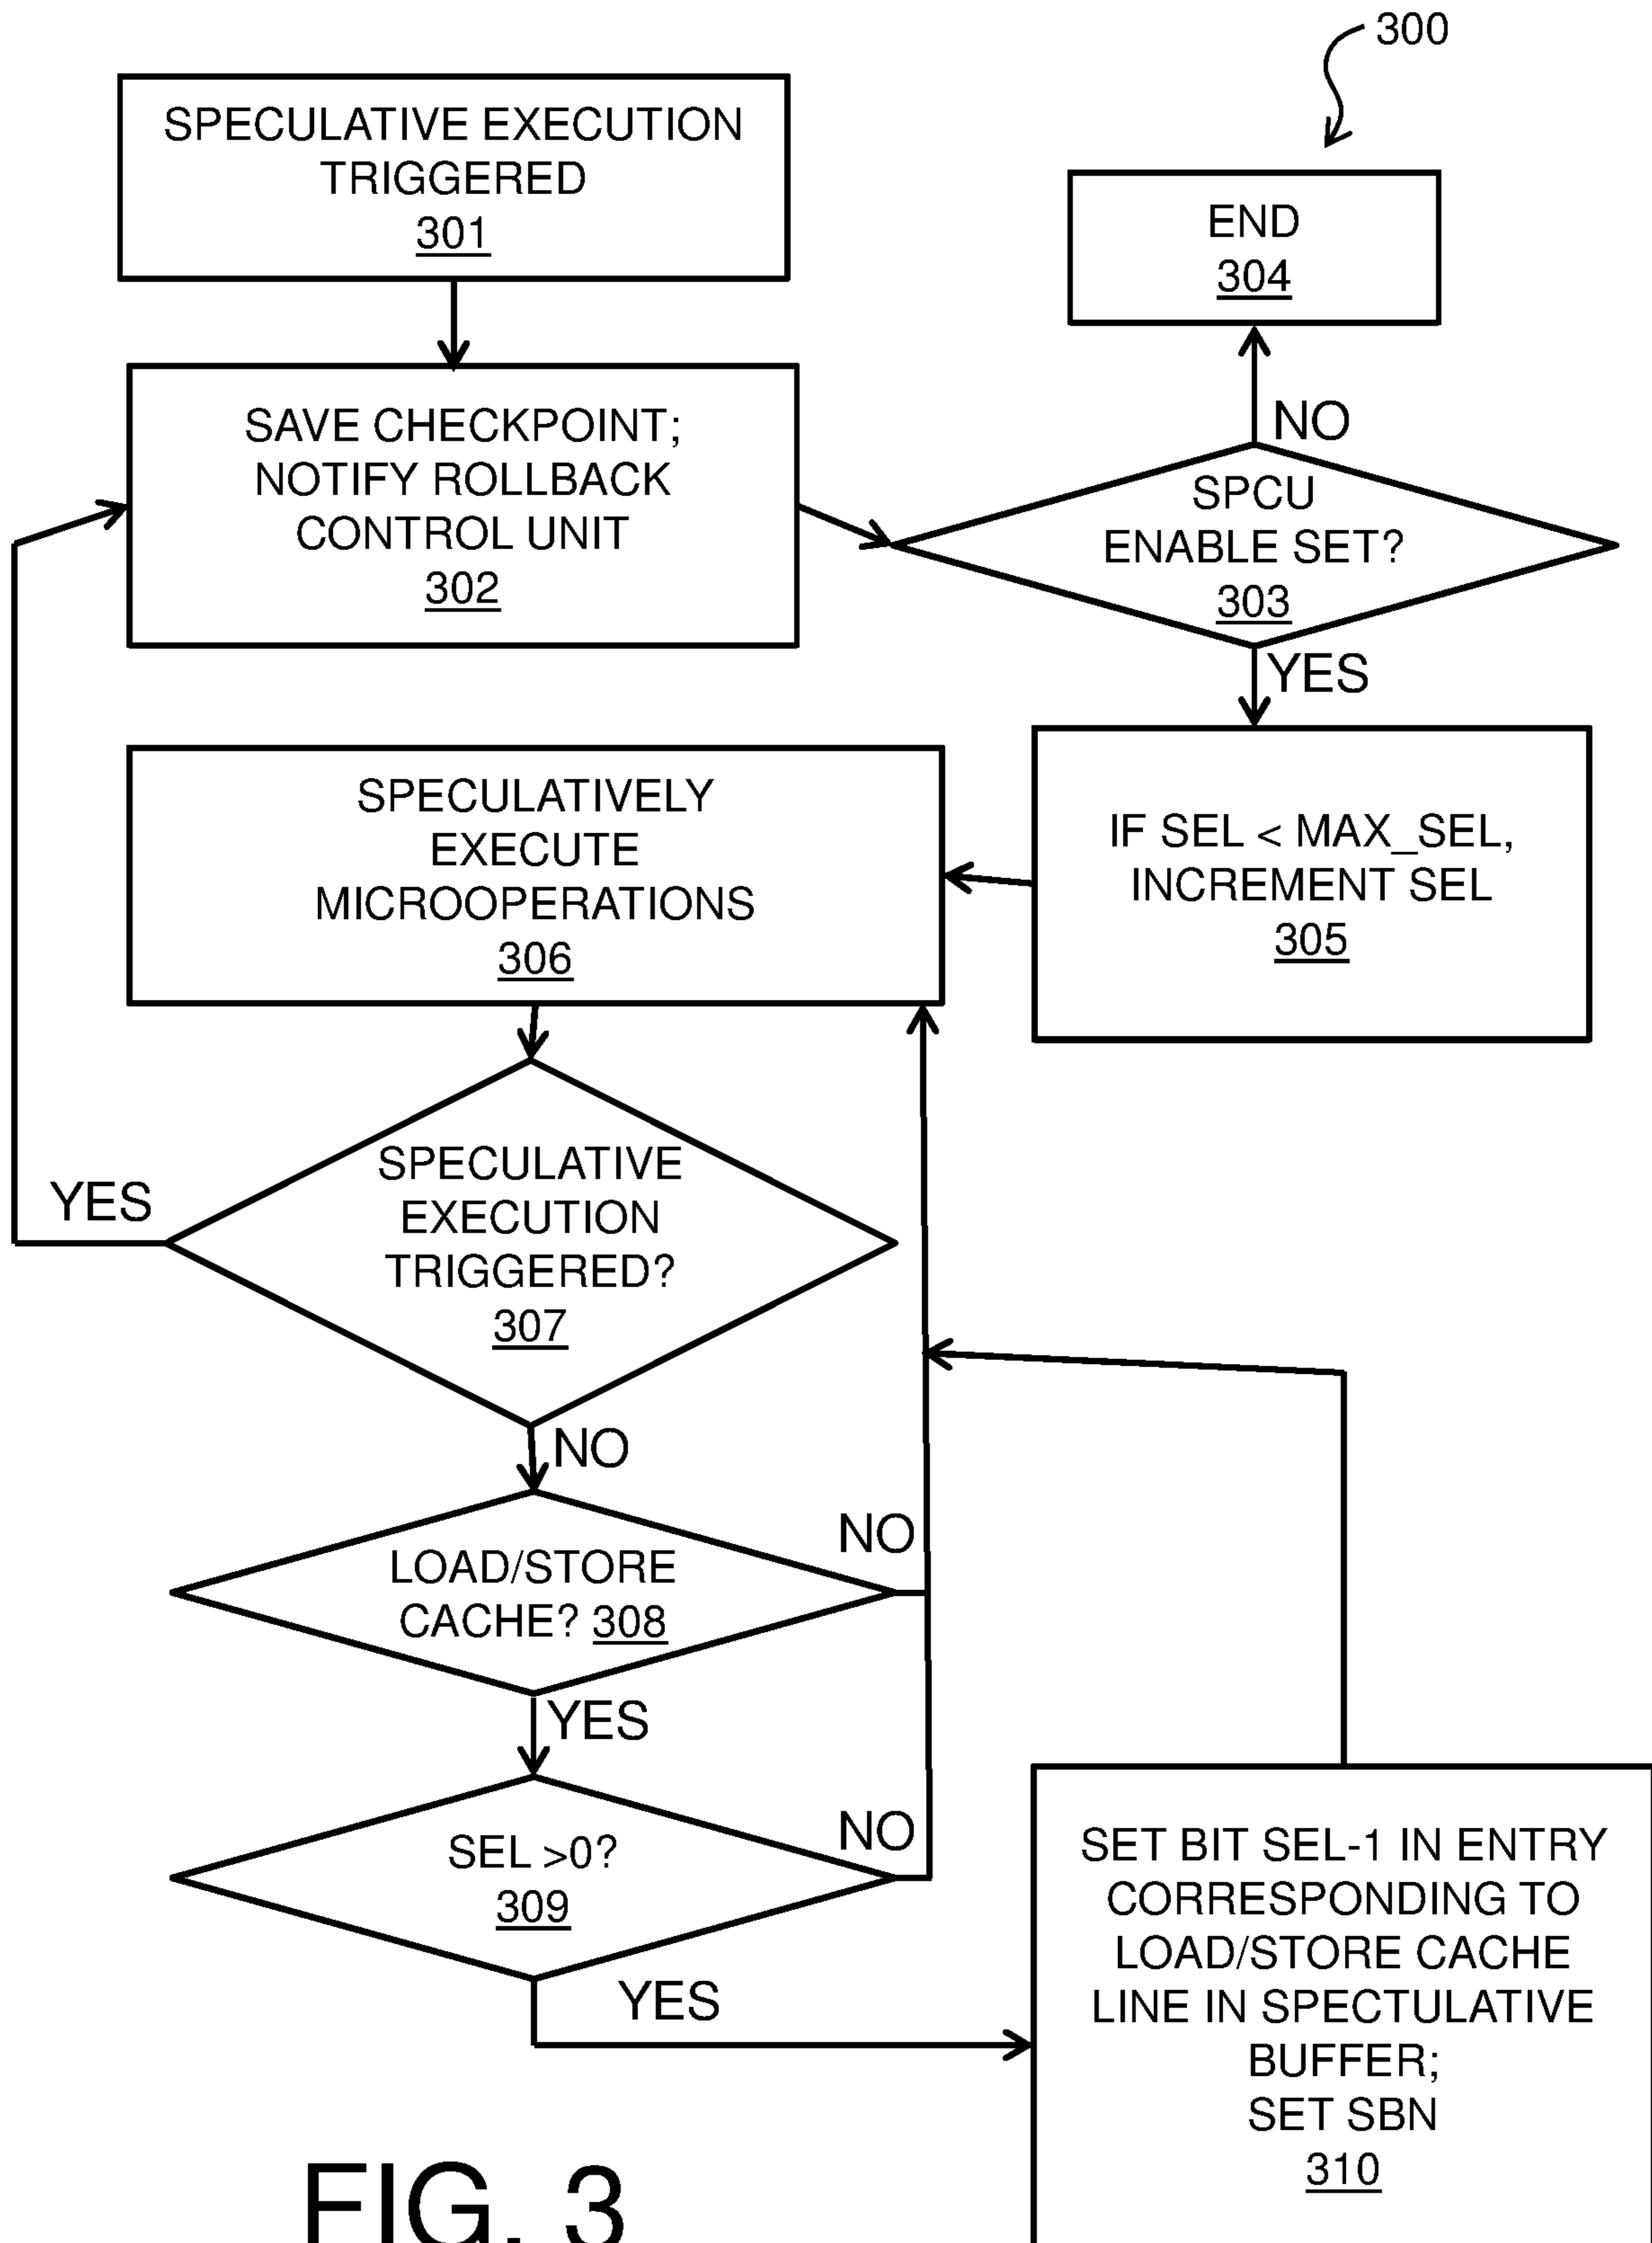 300
SPECULATIVE EXECUTION
TRIGGERED
301
END
304
SAVE CHECKPOINT;
NOTIFY ROLLBACK
CONTROL UNIT
302
NO
SPCU
ENABLE SET?
303
YES
SPECULATIVELY
EXECUTE
MICROOPERATIONS
306
IF SEL < MAX_SEL,
INCREMENT SEL
305
SPECULATIVE
EXECUTION
TRIGGERED?
307
YES
NO
LOAD/STORE
CACHE? 308
NO
YES
SEL >0?
309
NO
YES
SET BIT SEL-1 IN ENTRY
CORRESPONDING TO
LOAD/STORE CACHE
LINE IN SPECTULATIVE
BUFFER;
SET SBN
310
FIG. 3